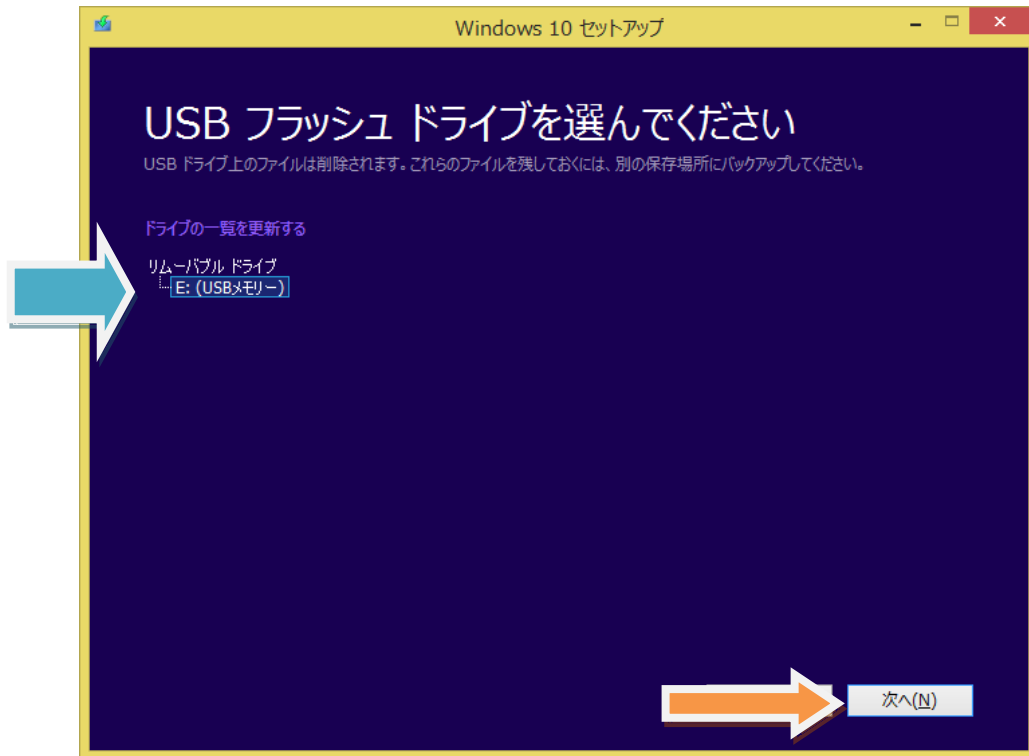 Windows 10 セットアップ
USB フラッシュ ドライブを選んでください
USB ドライブ上のファイルは削除されます。これらのファイルを残しておくには、別の保存場所にバックアップしてください。
ドライブの一覧を更新する
リムーバブル ドライブ
E: (USBメモリー)
次へ(N)